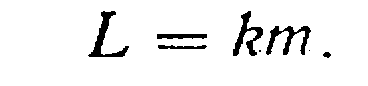 L = km.